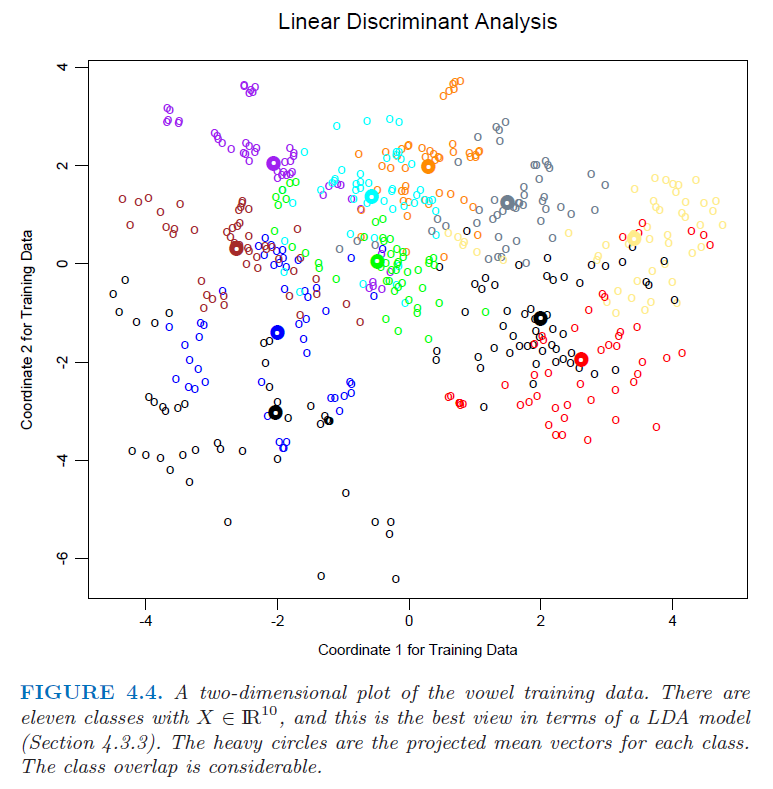 Linear Discriminant Analysis
4
2
0
-2
-4
-6
Coordinate 2 for Training Data
-4 -2 0 2 4
Coordinate 1 for Training Data
FIGURE 4.4. A two-dimensional plot of the vowel training data. There are
eleven classes with X ∈ IR¹⁰, and this is the best view in terms of a LDA model
(Section 4.3.3). The heavy circles are the projected mean vectors for each class.
The class overlap is considerable.